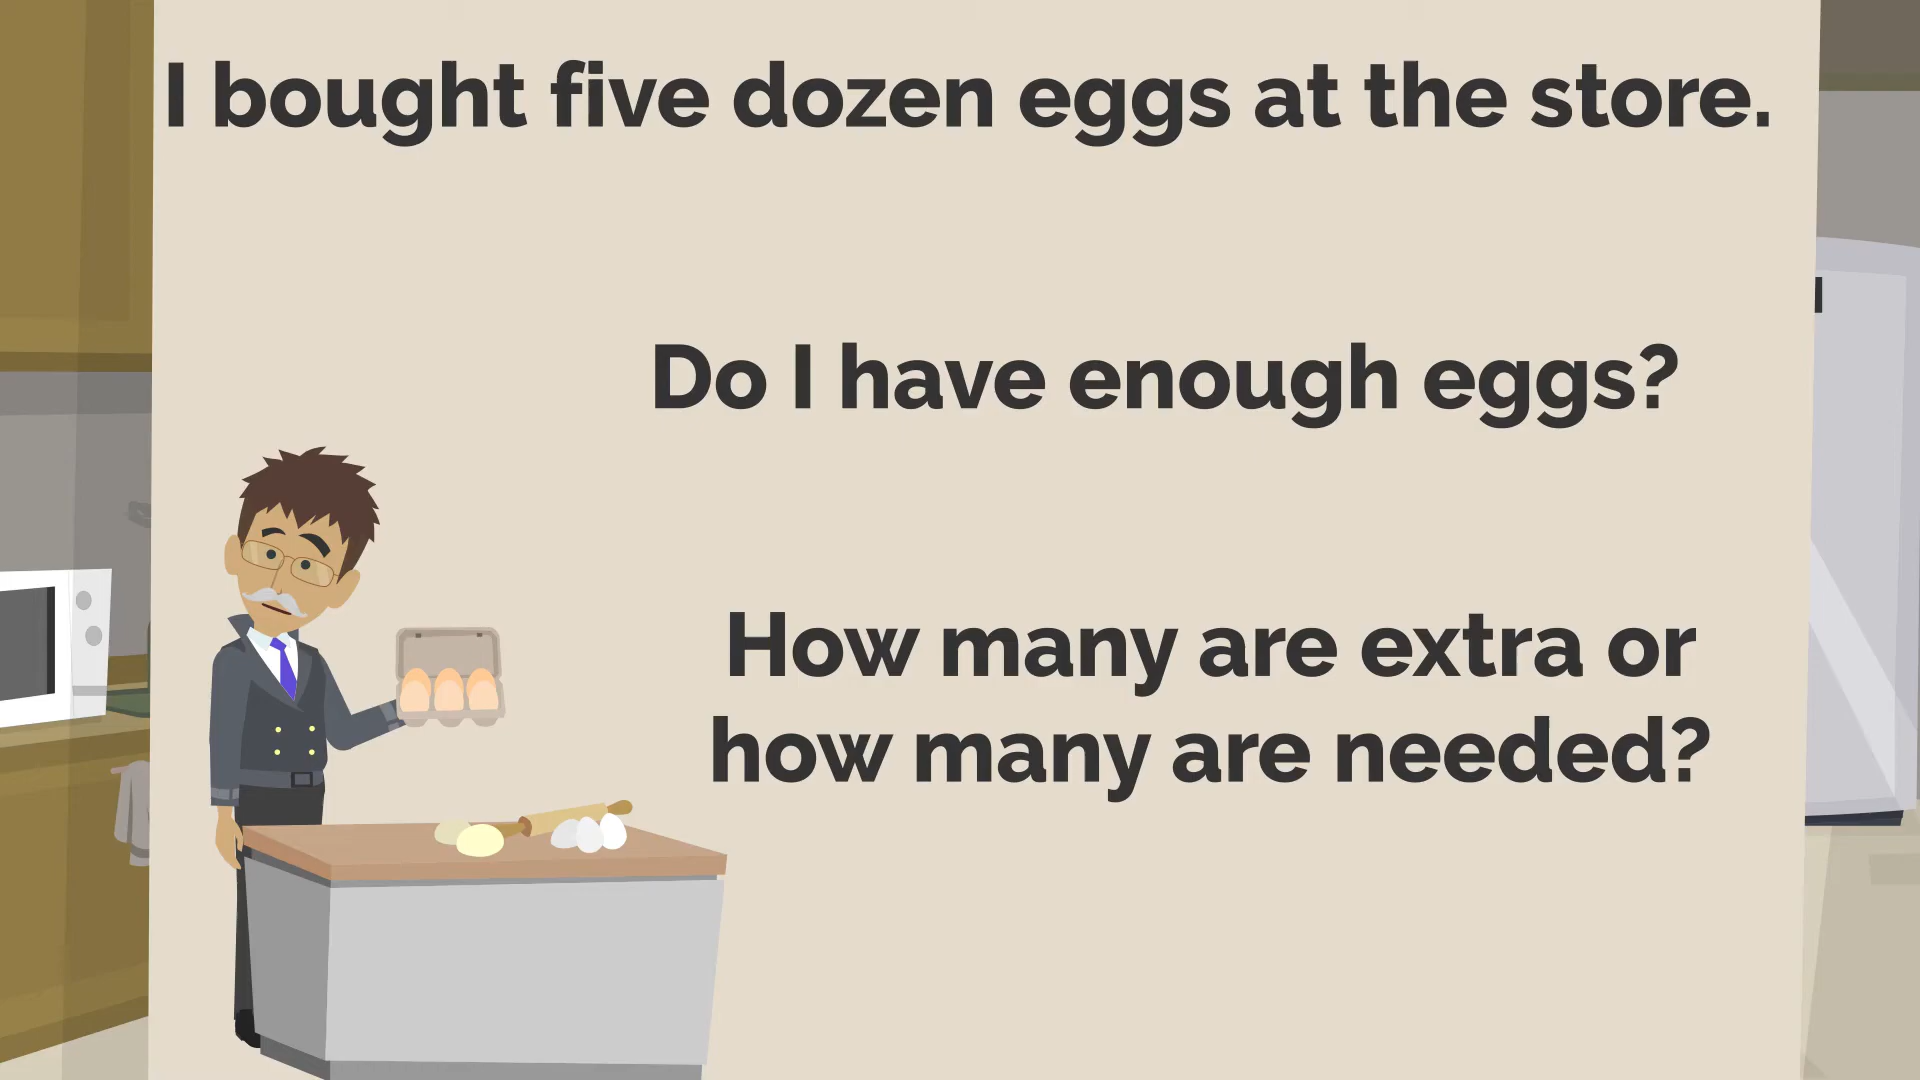 I bought five dozen eggs at the store.
Do I have enough eggs?
How many are extra or
how many are needed?